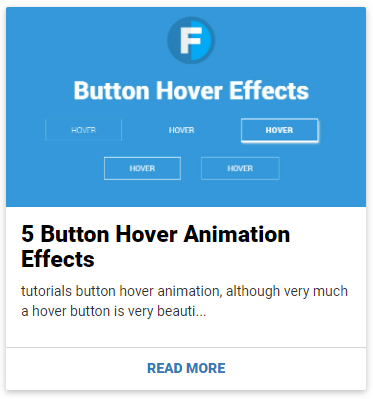 F
Button Hover Effects
HOVER HOVER HOVER
HOVER HOVER
5 Button Hover Animation
Effects
tutorials button hover animation, although very much
a hover button is very beauti...
READ MORE